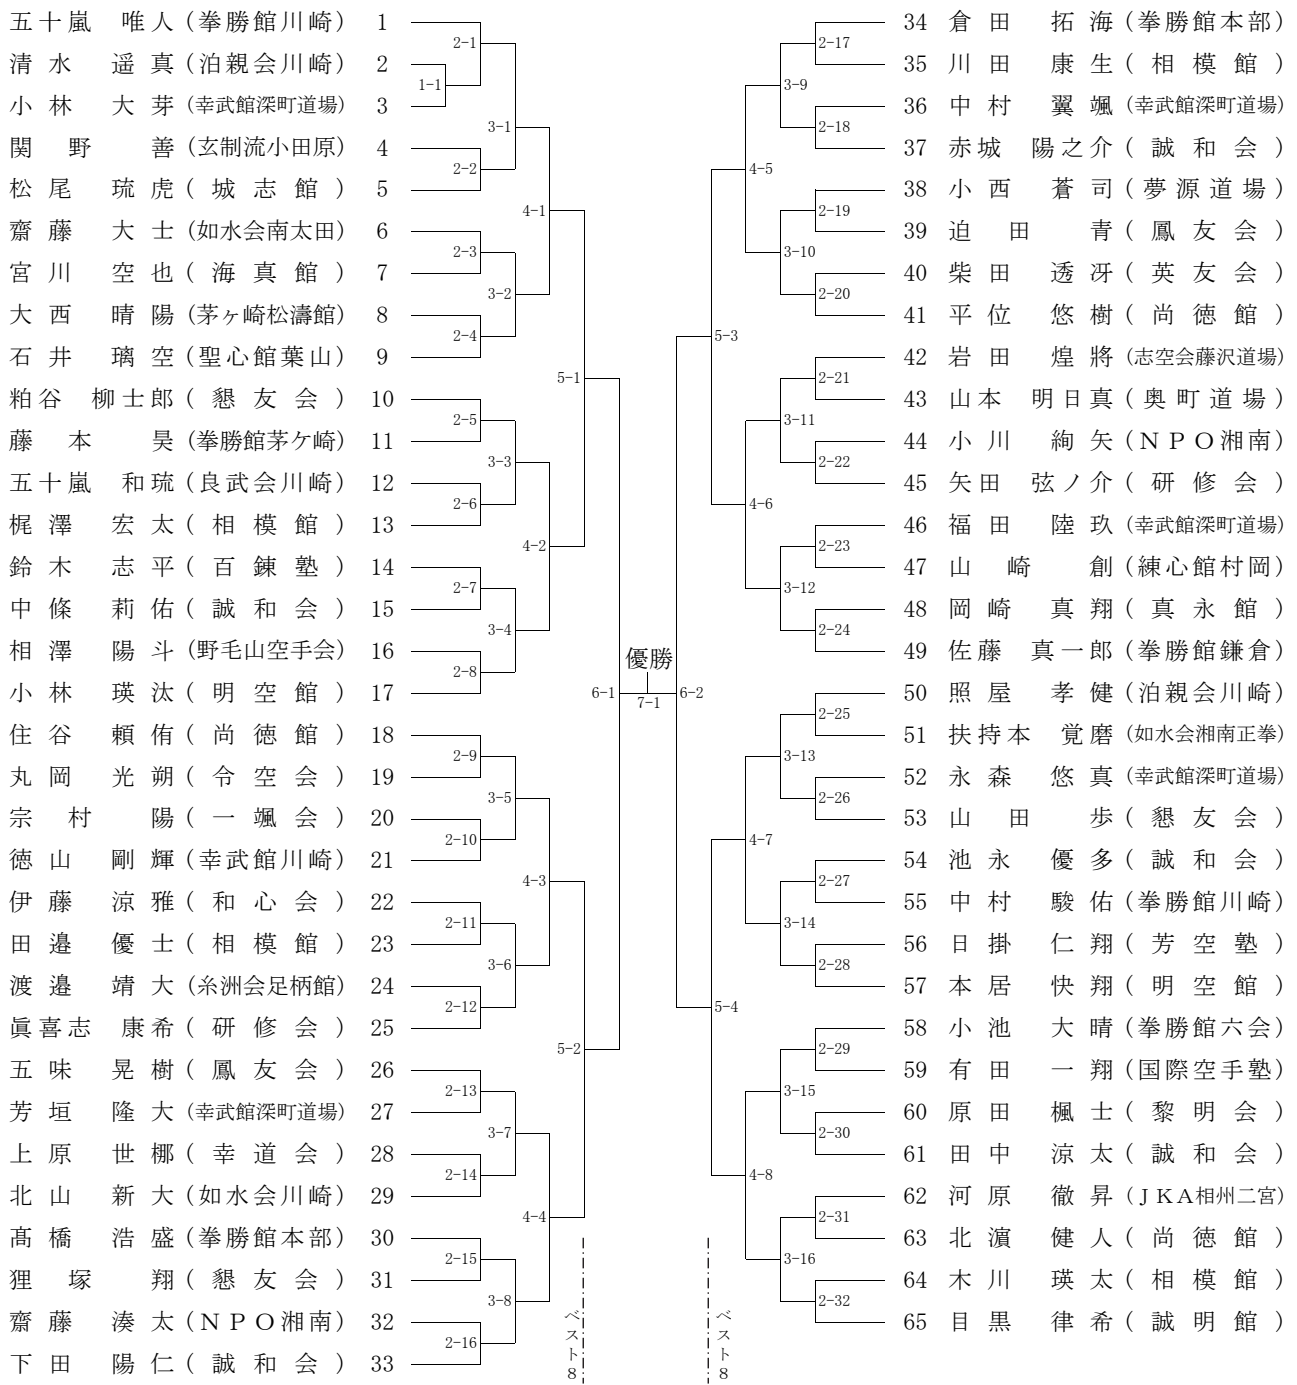 五十嵐 唯人 (拳勝館川崎) 1
清水 遥真 (泊親会川崎) 2
小林 大芽 (幸武館深町道場) 3
関野 善 (玄制流小田原) 4
松尾 琉虎 (城志館) 5
齋藤 大士 (如水会南太田) 6
宮川 空也 (海真館) 7
大西 晴陽 (茅ヶ崎松濤館) 8
石井 璃空 (聖心館葉山) 9
粕谷 柳士郎 (懇友会) 10
藤本 昊 (拳勝館茅ケ崎) 11
五十嵐 和琉 (良武会川崎) 12
梶澤 宏太 (相模館) 13
鈴木 志平 (百錬塾) 14
中條 莉佑 (誠和会) 15
相澤 陽斗 (野毛山空手会) 16
小林 瑛汰 (明空館) 17
住谷 頼侑 (尚徳館) 18
丸岡 光朔 (令空会) 19
宗村 陽 (一颯会) 20
徳山 剛輝 (幸武館川崎) 21
伊藤 涼雅 (和心会) 22
田邉 優士 (相模館) 23
渡邉 靖大 (糸洲会足柄館) 24
眞喜志 康希 (研修会) 25
五味 晃樹 (鳳友会) 26
芳垣 隆大 (幸武館深町道場) 27
上原 世梛 (幸道会) 28
北山 新大 (如水会川崎) 29
髙橋 浩盛 (拳勝館本部) 30
狸塚 翔 (懇友会) 31
齋藤 湊太 (ＮＰＯ湘南) 32
下田 陽仁 (誠和会) 33
1-1
2-1
2-2
2-3
2-4
2-5
2-6
2-7
2-8
2-9
2-10
2-11
2-12
2-13
2-14
2-15
2-16
3-1
3-2
3-3
3-4
3-5
3-6
3-7
3-8
4-1
4-2
4-3
4-4
5-1
5-2
6-1
優勝
7-1
6-2
5-3
5-4
4-5
4-6
4-7
4-8
3-9
3-10
3-11
3-12
3-13
3-14
3-15
3-16
2-17
2-18
2-19
2-20
2-21
2-22
2-23
2-24
2-25
2-26
2-27
2-28
2-29
2-30
2-31
2-32
ベスト8
ベスト8
34 倉田 拓海 (拳勝館本部)
35 川田 康生 (相模館)
36 中村 翼颯 (幸武館深町道場)
37 赤城 陽之介 (誠和会)
38 小西 蒼司 (夢源道場)
39 迫田 青 (鳳友会)
40 柴田 透冴 (英友会)
41 平位 悠樹 (尚徳館)
42 岩田 煌將 (志空会藤沢道場)
43 山本 明日真 (奥町道場)
44 小川 絢矢 (ＮＰＯ湘南)
45 矢田 弦ノ介 (研修会)
46 福田 陸玖 (幸武館深町道場)
47 山崎 創 (練心館村岡)
48 岡崎 真翔 (真永館)
49 佐藤 真一郎 (拳勝館鎌倉)
50 照屋 孝健 (泊親会川崎)
51 扶持本 覚磨 (如水会湘南正拳)
52 永森 悠真 (幸武館深町道場)
53 山田 歩 (懇友会)
54 池永 優多 (誠和会)
55 中村 駿佑 (拳勝館川崎)
56 日掛 仁翔 (芳空塾)
57 本居 快翔 (明空館)
58 小池 大晴 (拳勝館六会)
59 有田 一翔 (国際空手塾)
60 原田 楓士 (黎明会)
61 田中 涼太 (誠和会)
62 河原 徹昇 (ＪＫＡ相州二宮)
63 北濵 健人 (尚徳館)
64 木川 瑛太 (相模館)
65 目黒 律希 (誠明館)